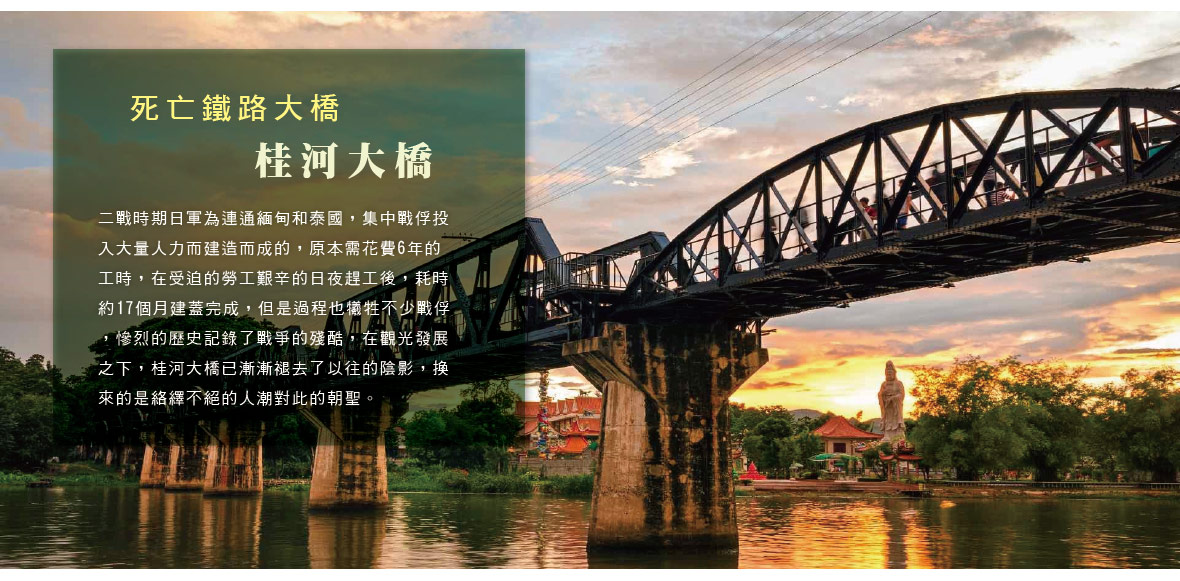 死亡鐵路大橋
桂河大橋
二戰時期日軍為連通緬甸和泰國，集中戰俘投
入大量人力而建造而成的，原本需花費6年的
工時，在受迫的勞工艱辛的日夜趕工後，耗時
約17個月建蓋完成，但是過程也犧牲不少戰俘
，慘烈的歷史記錄了戰爭的殘酷，在觀光發展
之下，桂河大橋已漸漸褪去了以往的陰影，換
來的是絡繹不絕的人潮對此的朝聖。